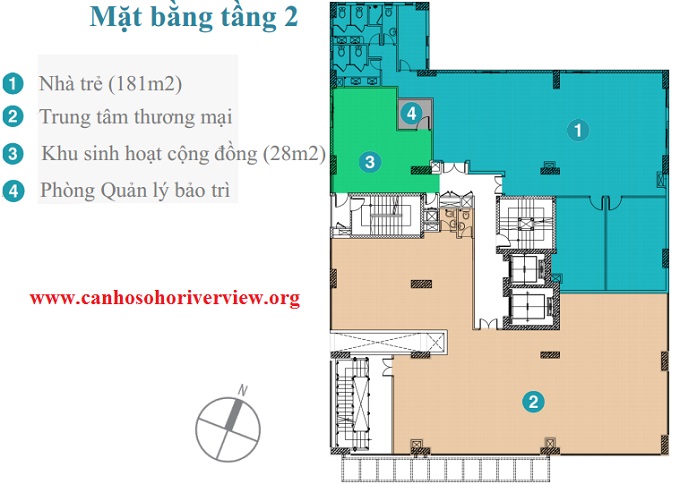 Mặt bằng tầng 2
1 Nhà trẻ (181m2)
2 Trung tâm thương mại
3 Khu sinh hoạt cộng đồng (28m2)
4 Phòng Quản lý bảo trì
www.canhosohoriverview.org
N
4
1
3
2